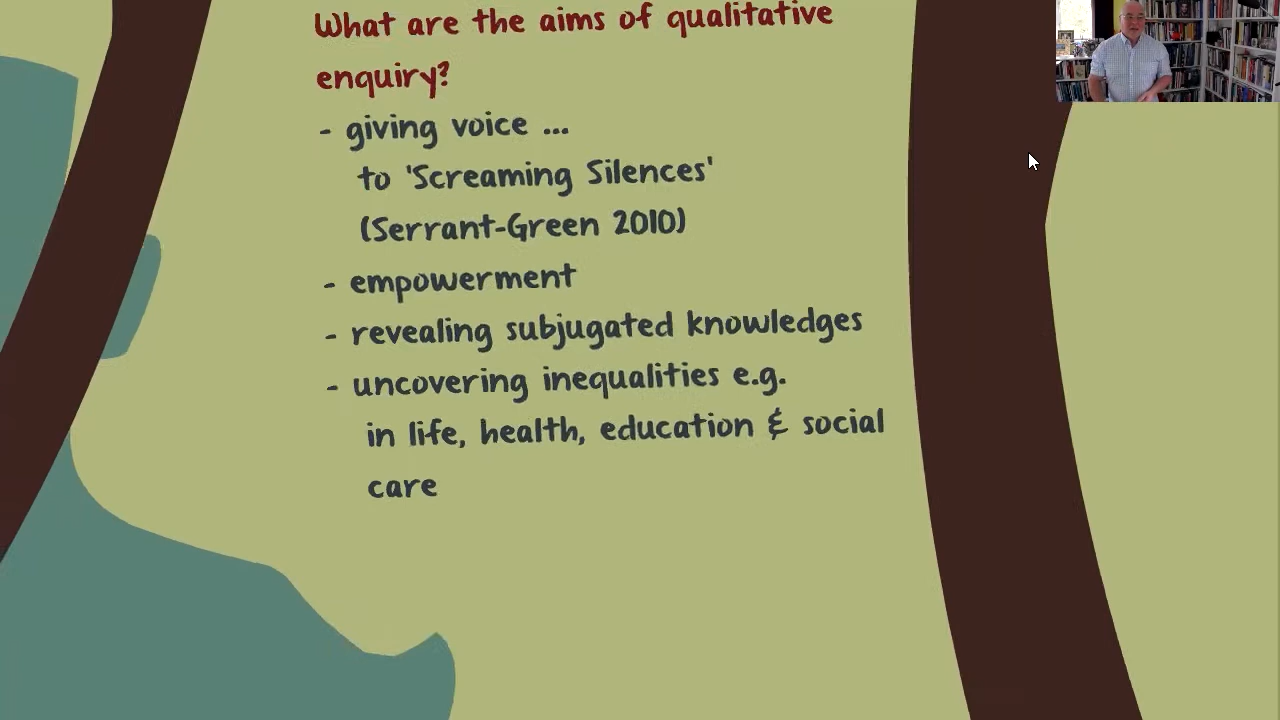 What are the aims of qualitative
enquiry?
- giving voice ...
to 'Screaming Silences'
(Serrant-Green 2010)
- empowerment
- revealing subjugated knowledges
- uncovering inequalities e.g.
in life, health, education & social
care